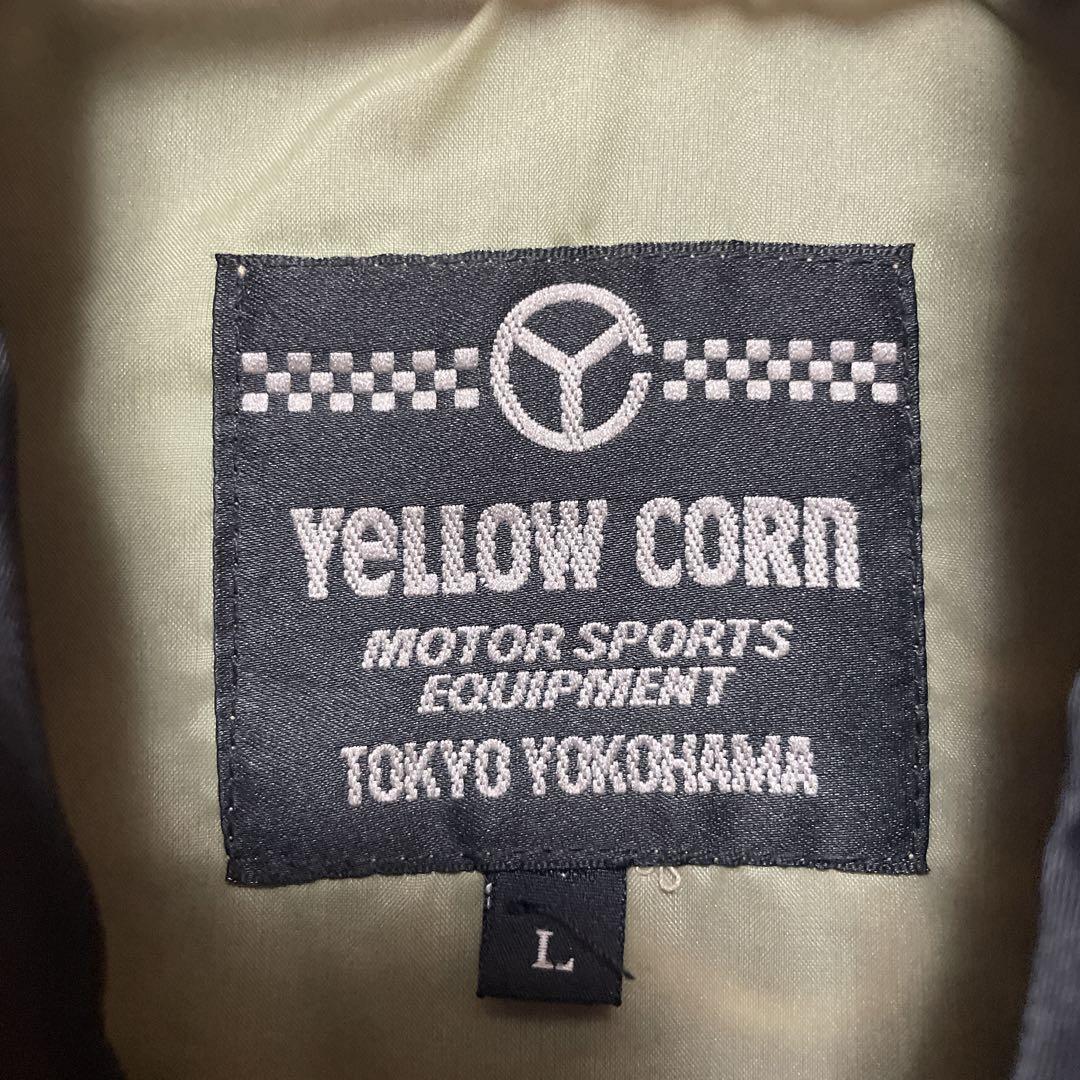 YeLLOW CORn
MOTOR SPORTS
EQUIPMENT
TOKYO YOKOHAMA
L